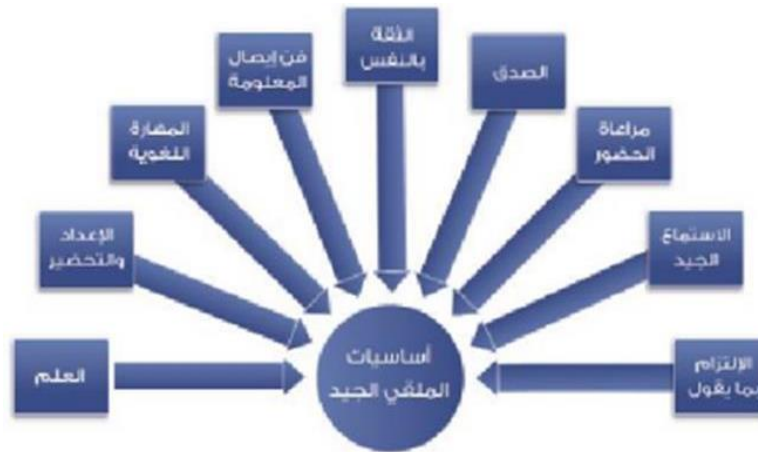 الثقة
بالنفس
فن إيصال
المعلومة
الصدق
المهارة
اللغوية
مراعاة
الحضور
الإعداد
والتحضير
الاستماع
الجيد
العلم
أساسيات
الملقي الجيد
الإلتزام
بما يقول